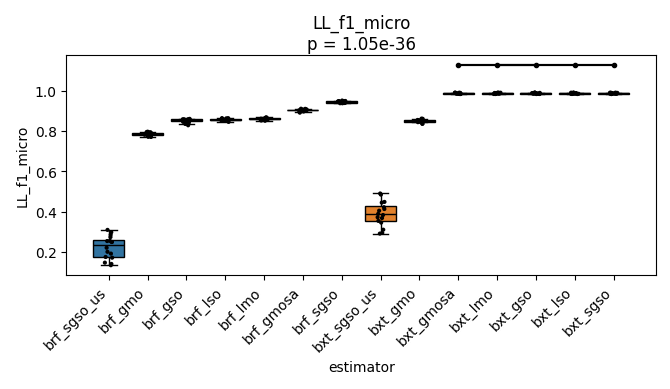 LL_f1_micro
p = 1.05e-36
LL_f1_micro
1.0
0.8
0.6
0.4
0.2
brf_sgso_us
brf_gmo
brf_gso
brf_lso
brf_lmo
brf_gmosa
brf_sgso
bxt_sgso_us
bxt_gmo
bxt_gmosa
bxt_lmo
bxt_gso
bxt_lso
bxt_sgso
estimator